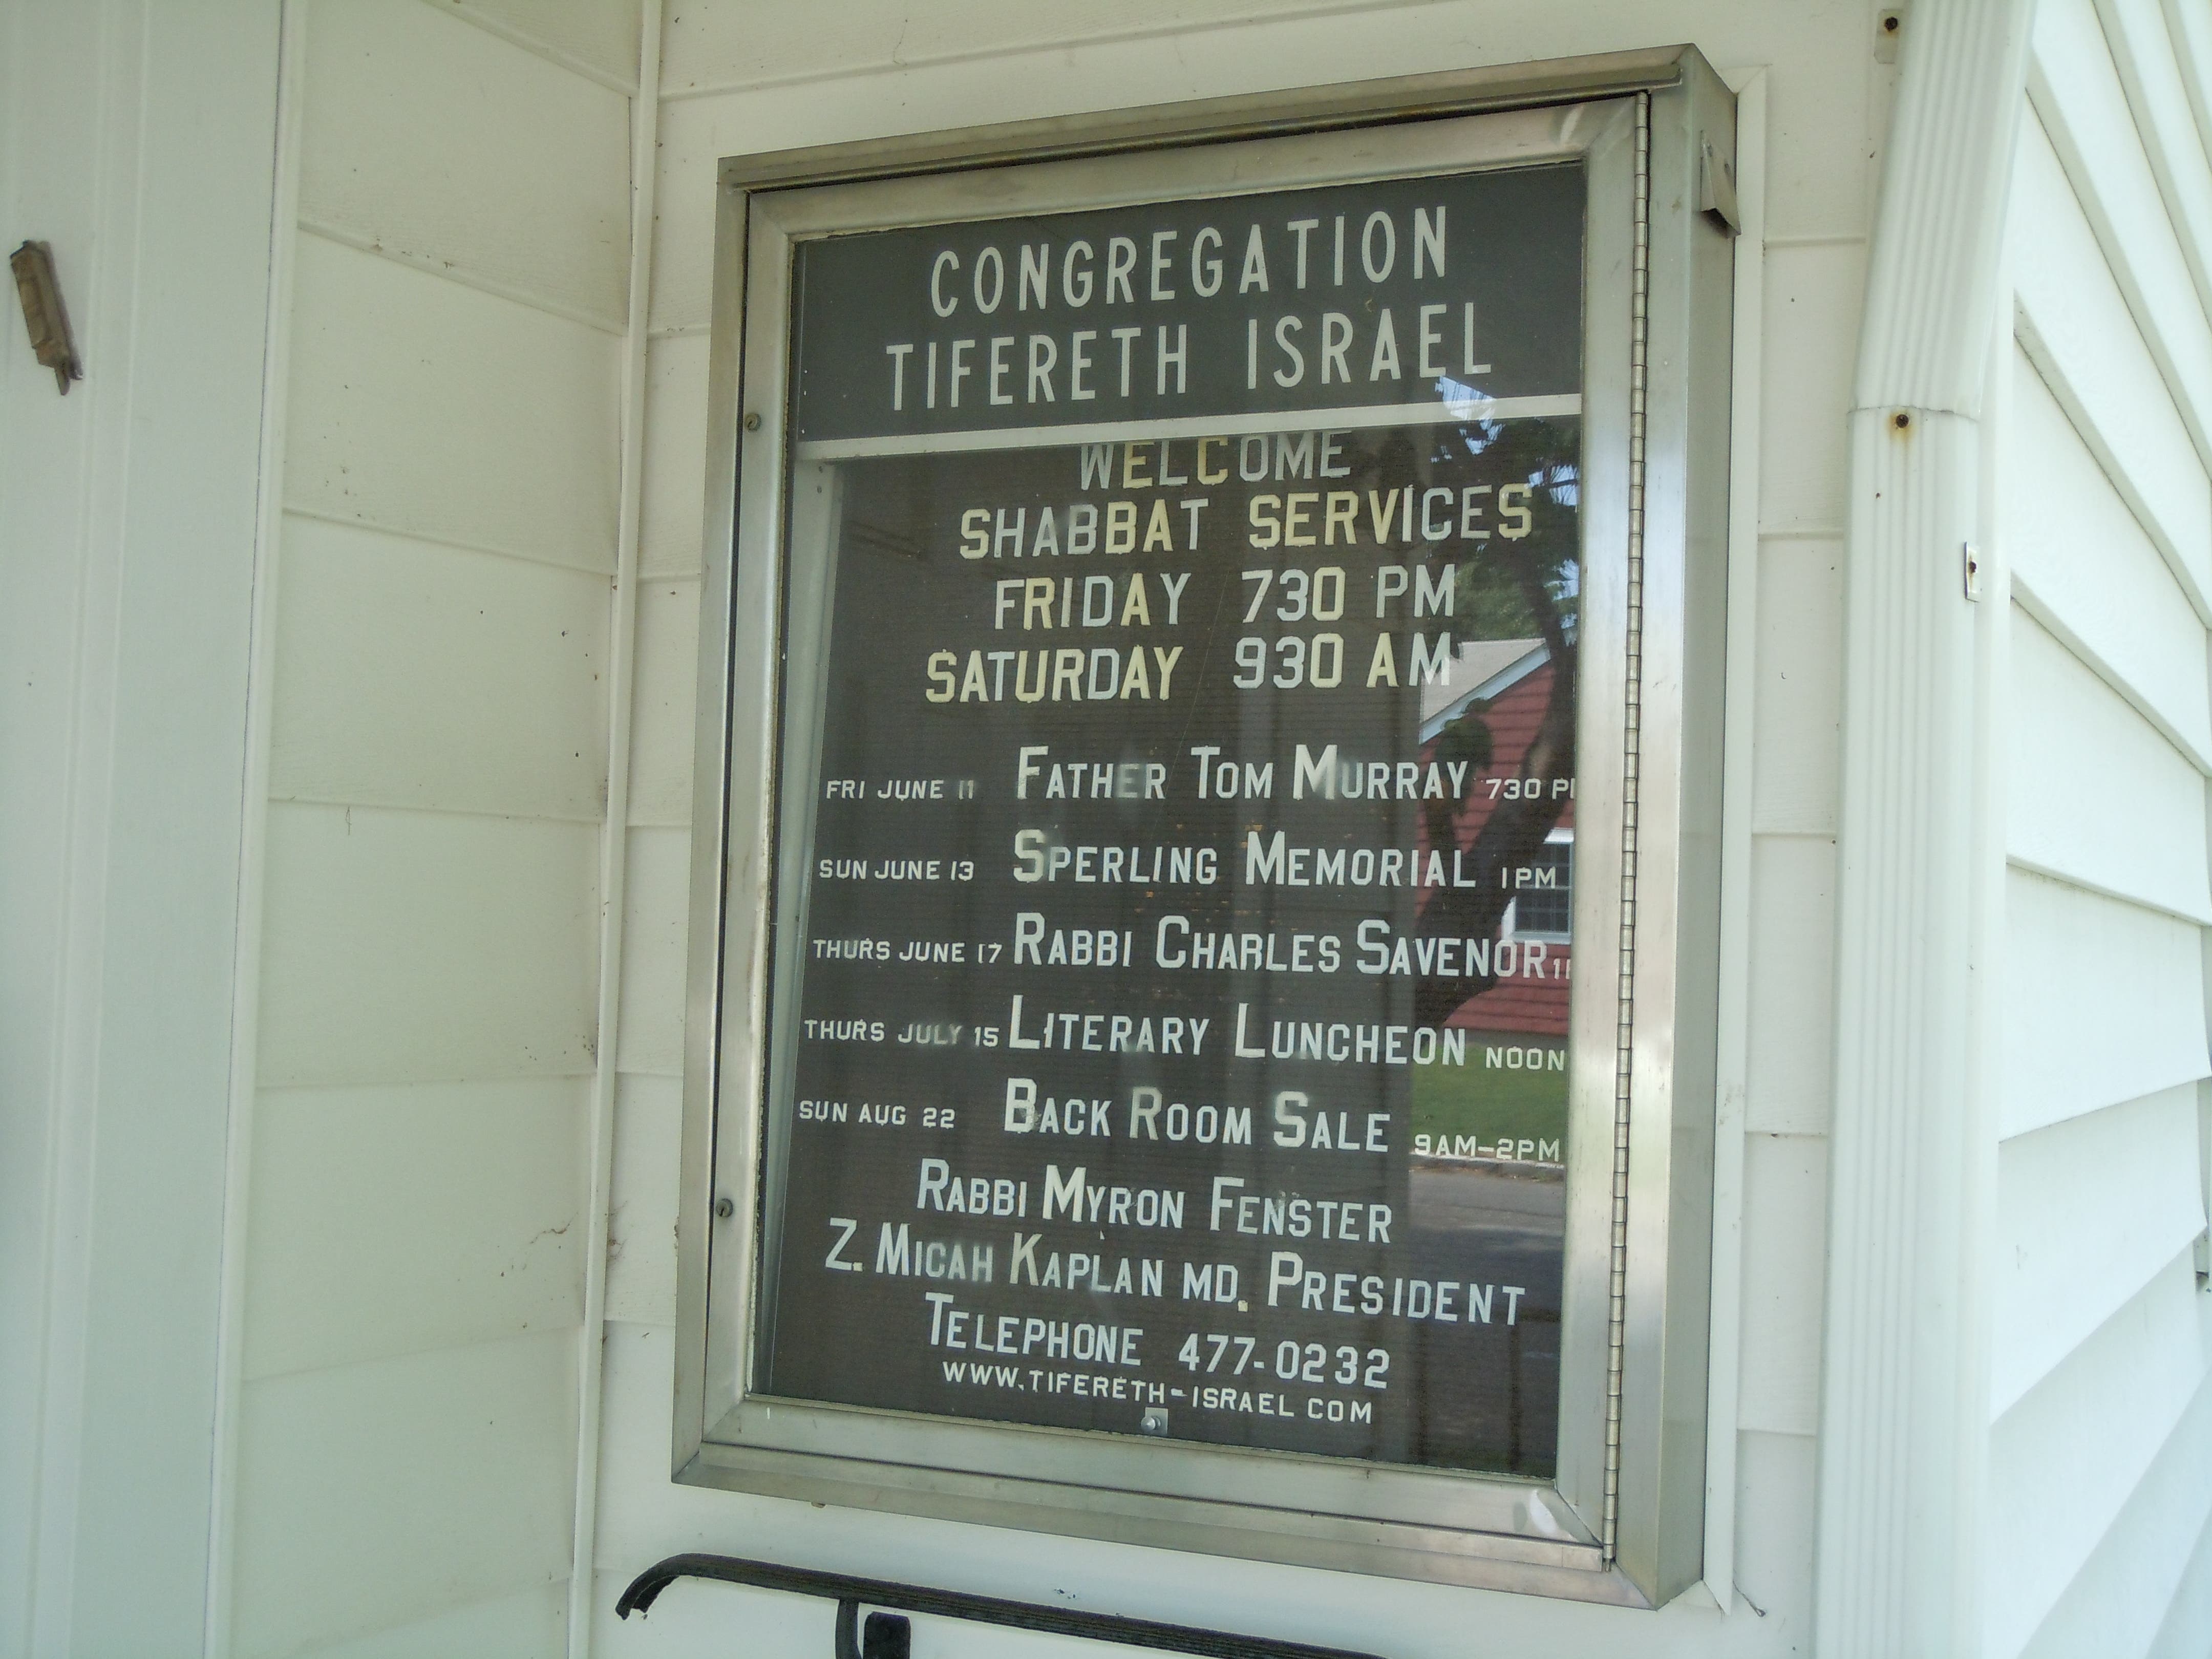 CONGREGATION
TIFERETH ISRAEL
WELCOME
SHABBAT SERVICES
FRIDAY 730 PM
SATURDAY 930 AM
FRI JUNE 11 FATHER TOM MURRAY 730 P
SUN JUNE 13 SPERLING MEMORIAL 1PM
THURS JUNE 17 RABBI CHARLES SAVENOR
THURS JULY 15 LITERARY LUNCHEON NOON
SUN AUG 22 BACK ROOM SALE 9AM-2PM
RABBI MYRON FENSTER
Z. MICAH KAPLAN MD. PRESIDENT
TELEPHONE 477-0232
WWW.TIFERETH-ISRAEL COM